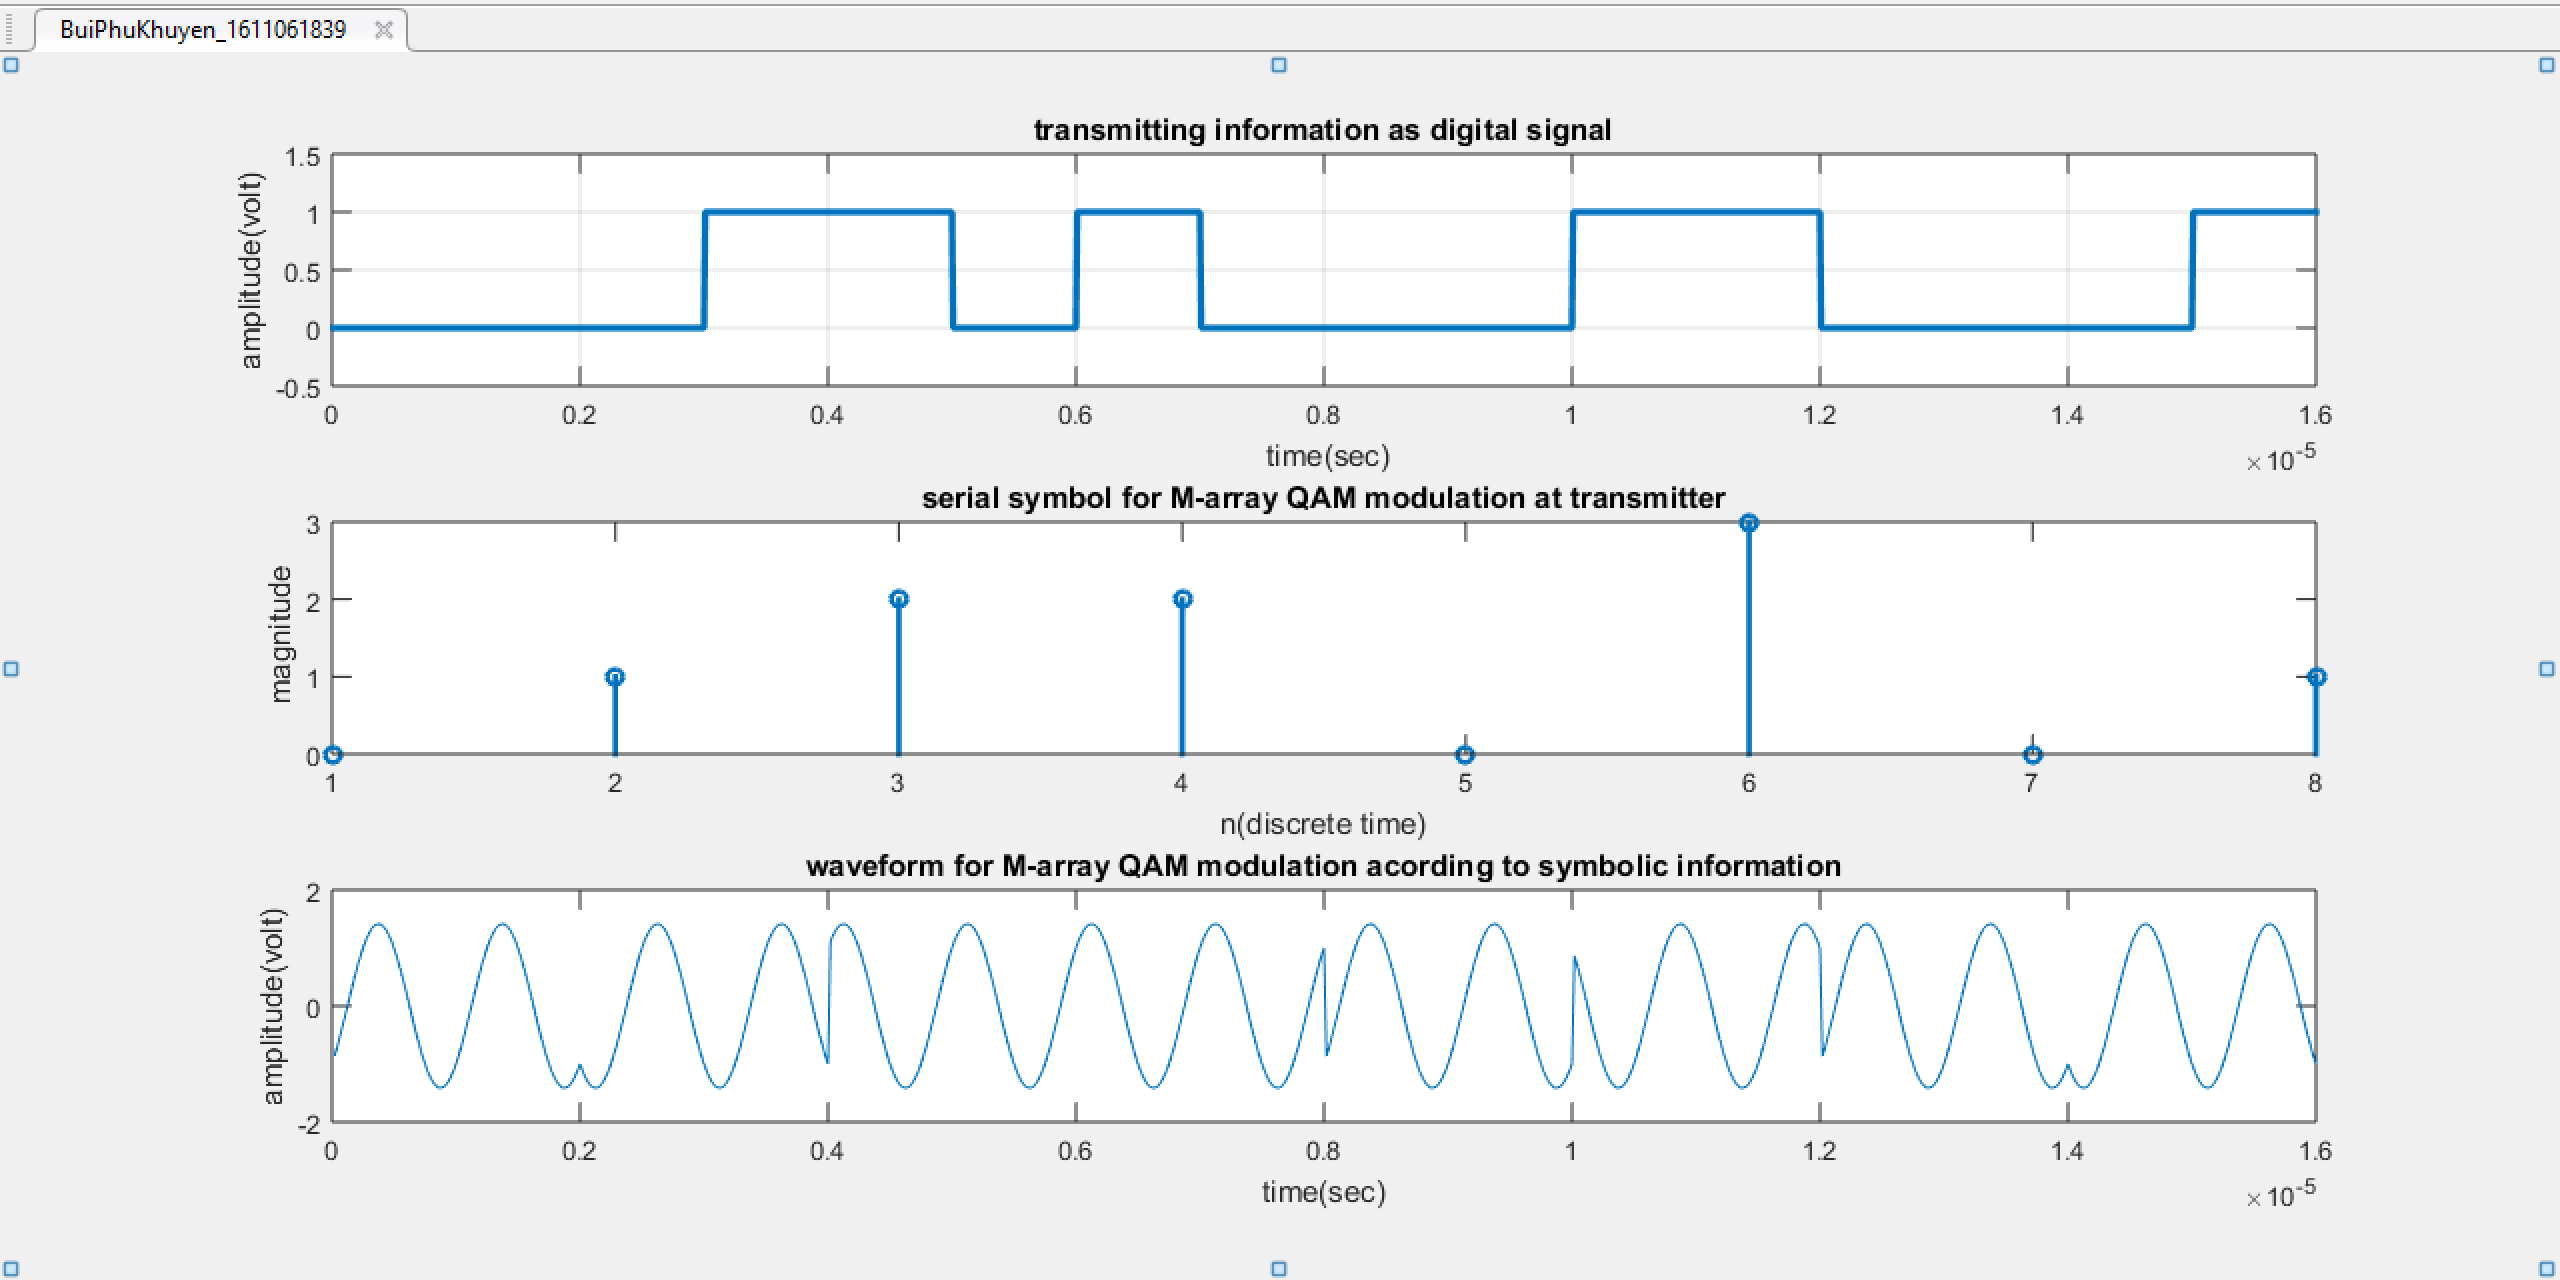 BuiPhuKhuyen_1611061839
transmitting information as digital signal
amplitude(volt)
1.5
1
0.5
0
-0.5
0 0.2 0.4 0.6 0.8 1 1.2 1.4 1.6
time(sec)
×10-5
serial symbol for M-array QAM modulation at transmitter
magnitude
3
2
1
0
1 2 3 4 5 6 7 8
n(discrete time)
waveform for M-array QAM modulation acording to symbolic information
amplitude(volt)
2
0
-2
0 0.2 0.4 0.6 0.8 1 1.2 1.4 1.6
time(sec)
×10-5